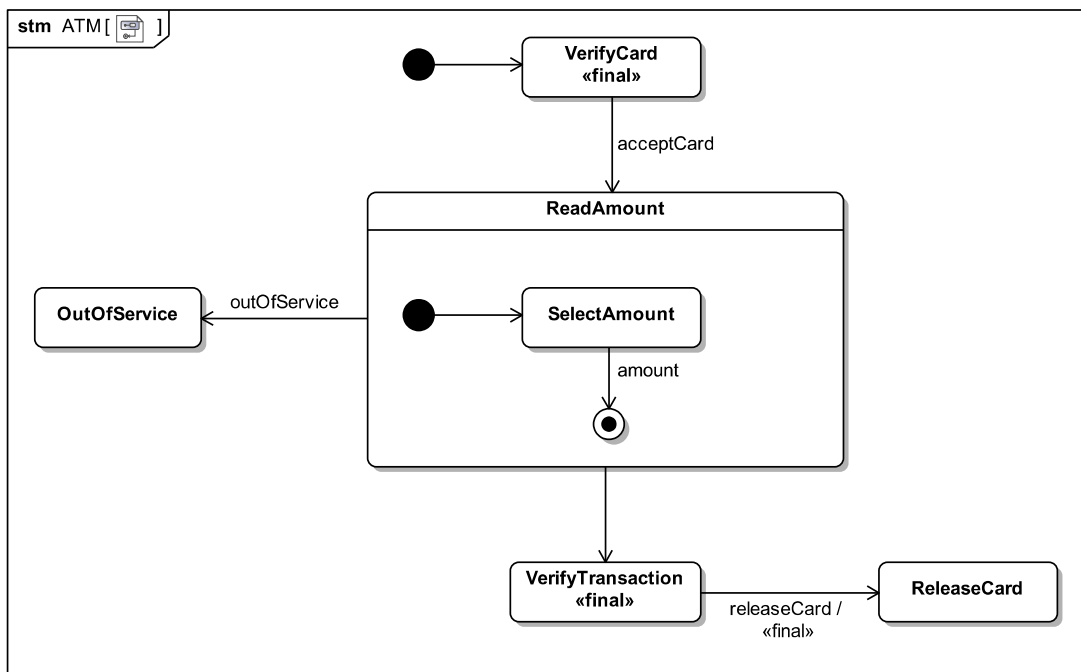 stm ATM [ ]
VerifyCard
«final»
acceptCard
ReadAmount
OutOfService
outOfService
SelectAmount
amount
VerifyTransaction
«final»
releaseCard /
«final»
ReleaseCard